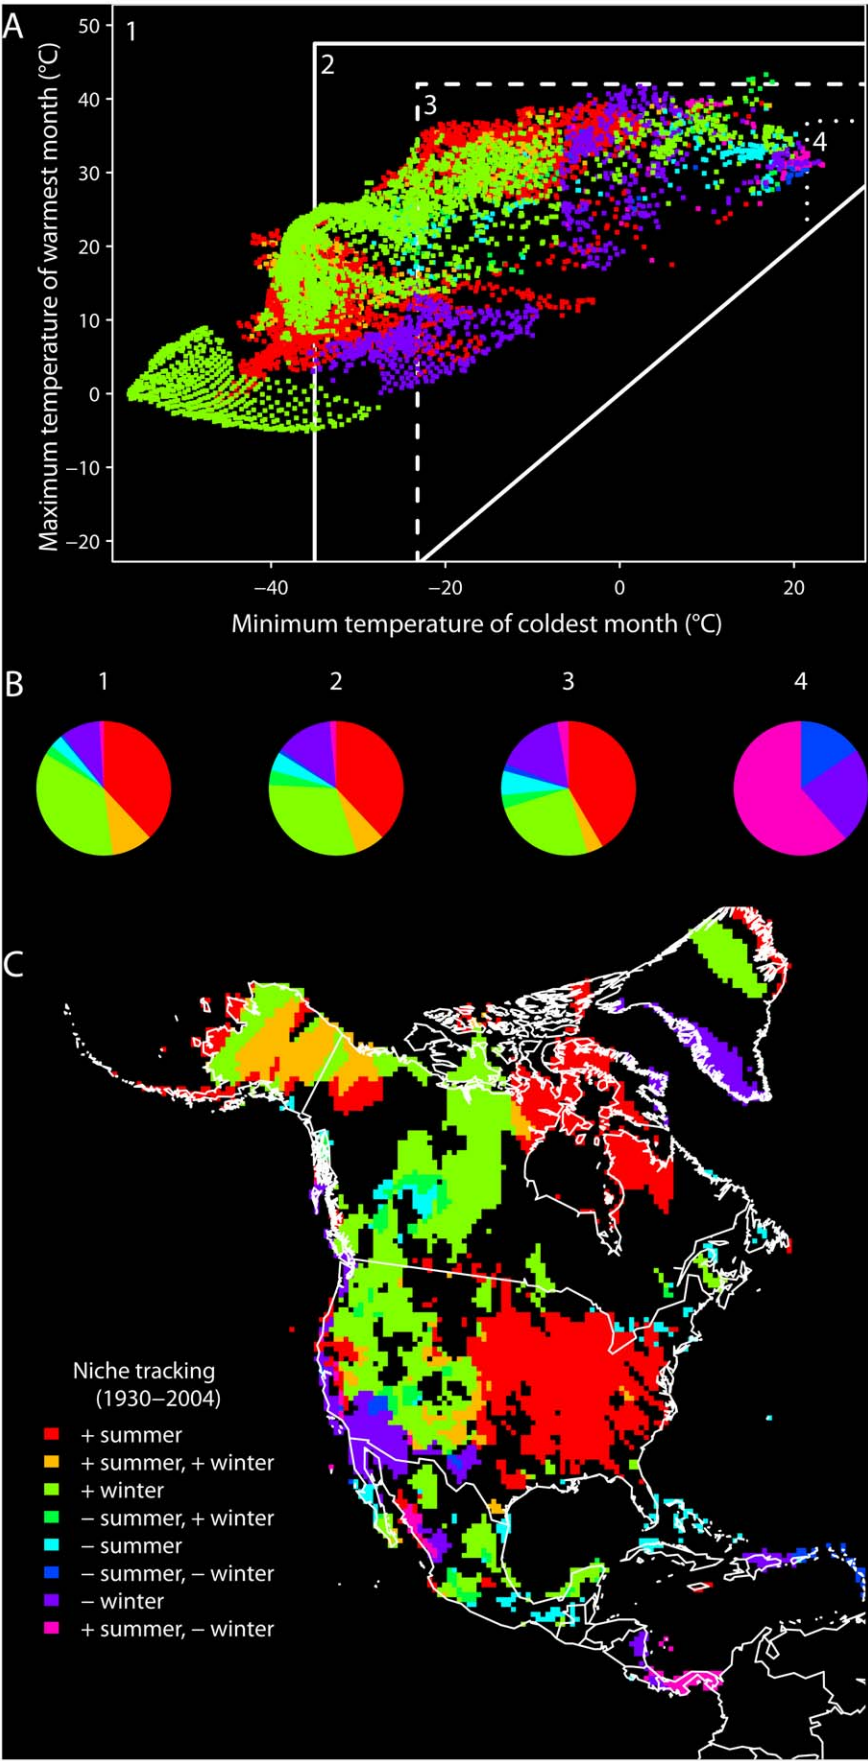 A
1
2
3
4
50
40
30
20
10
0
−10
−20
Maximum temperature of warmest month (°C)
−40
−20
0
20
Minimum temperature of coldest month (°C)
B
1
2
3
4
C
Niche tracking
(1930−2004)
+ summer
+ summer, + winter
+ winter
− summer, + winter
− summer
− summer, − winter
− winter
+ summer, − winter